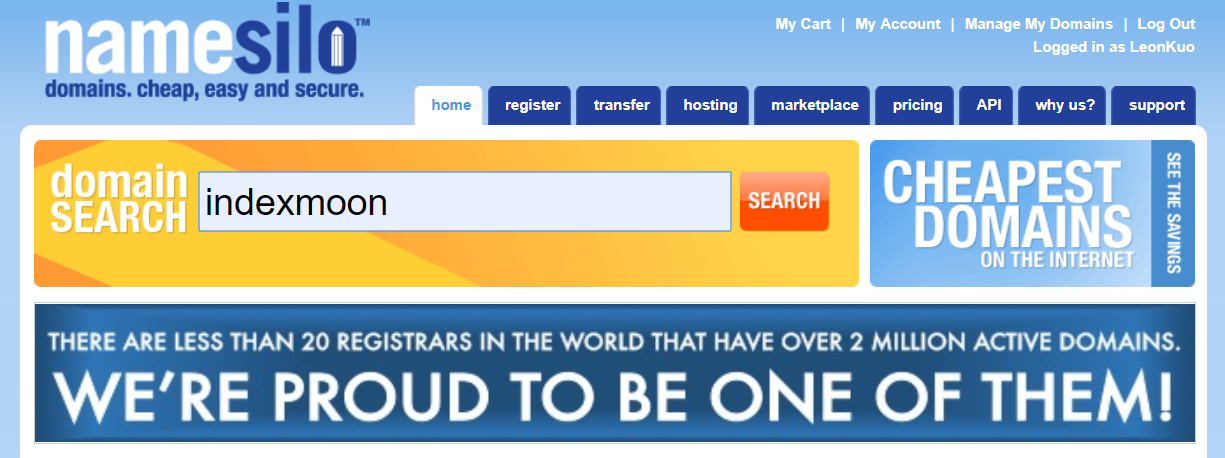 namesilo™
domains. cheap, easy and secure.
My Cart | My Account | Manage My Domains | Log Out
Logged in as LeonKuo
home register transfer hosting marketplace pricing API why us? support
domain
SEARCH
indexmoon
SEARCH
CHEAPEST
DOMAINS
ON THE INTERNET
SEE THE SAVINGS
THERE ARE LESS THAN 20 REGISTRARS IN THE WORLD THAT HAVE OVER 2 MILLION ACTIVE DOMAINS.
WE'RE PROUD TO BE ONE OF THEM!